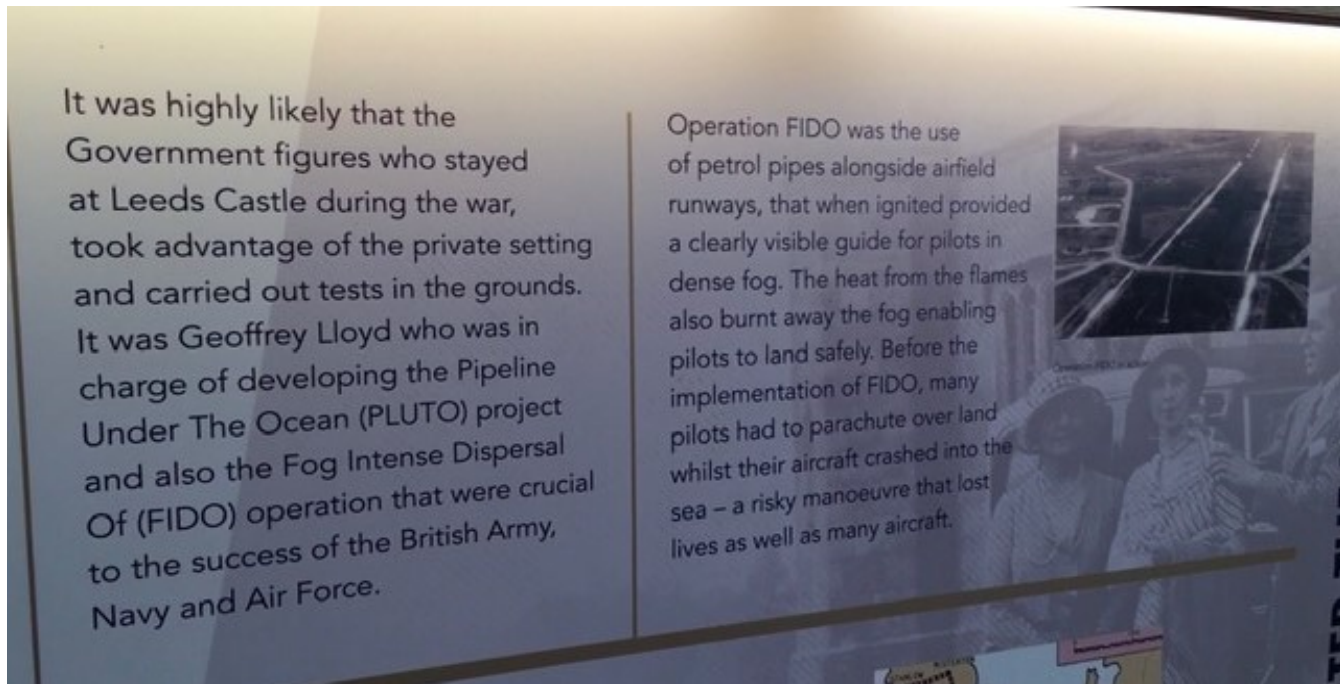 It was highly likely that the
Government figures who stayed
at Leeds Castle during the war,
took advantage of the private setting
and carried out tests in the grounds.
It was Geoffrey Lloyd who was in
charge of developing the Pipeline
Under The Ocean (PLUTO) project
and also the Fog Intense Dispersal
Of (FIDO) operation that were crucial
to the success of the British Army,
Navy and Air Force.
Operation FIDO was the use
of petrol pipes alongside airfield
runways, that when ignited provided
a clearly visible guide for pilots in
dense fog. The heat from the flames
also burnt away the fog enabling
pilots to land safely. Before the
implementation of FIDO, many
pilots had to parachute over land
whilst their aircraft crashed into the
sea – a risky manoeuvre that lost
lives as well as many aircraft.
Operation FIDO in